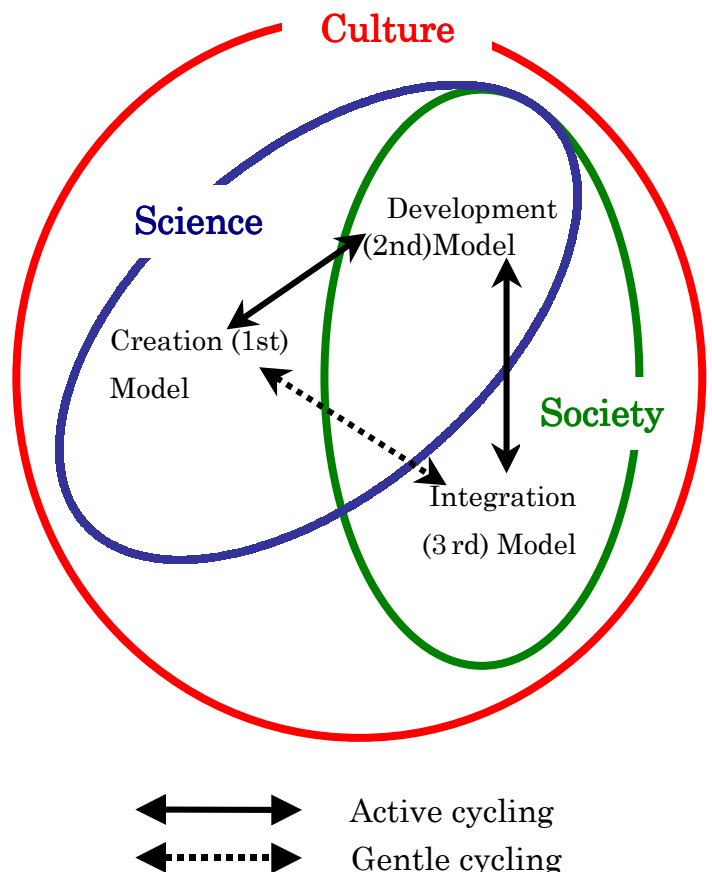 Culture
Science
Development
(2nd)Model
Creation (1st)
Model
Society
Integration
(3 rd) Model
Active cycling
Gentle cycling